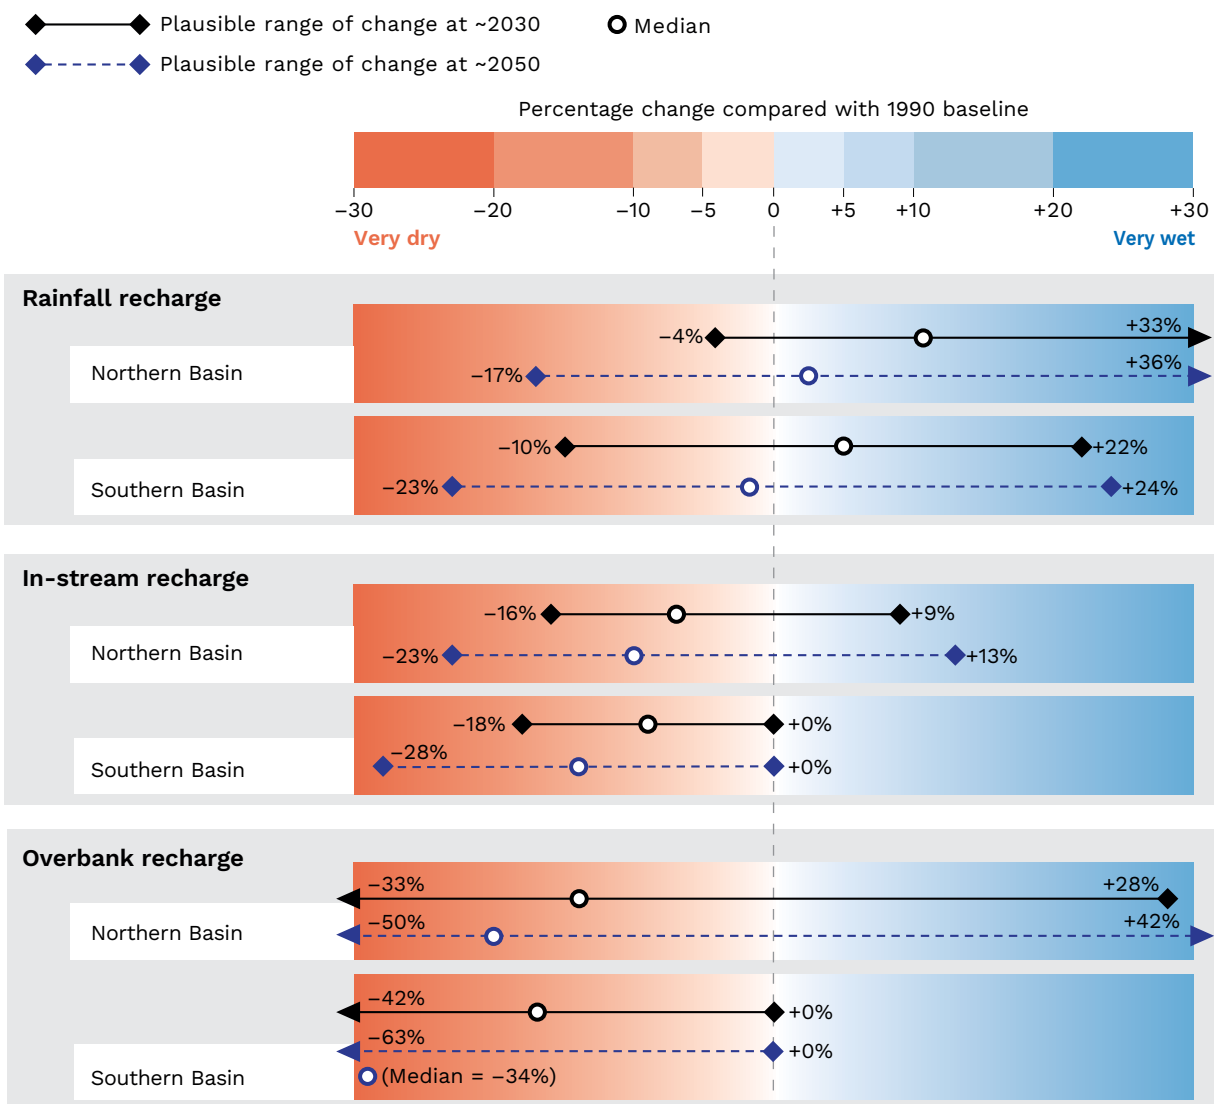 Plausible range of change at ~2030
Median
Plausible range of change at ~2050
Percentage change compared with 1990 baseline
−30 −20 −10 −5 0 +5 +10 +20 +30
Very dry
Very wet
Rainfall recharge
−4%
+33%
Northern Basin
−17%
+36%
−10%
+22%
Southern Basin
−23%
+24%
In-stream recharge
−16%
+9%
Northern Basin
−23%
+13%
−18%
+0%
Southern Basin
−28%
+0%
Overbank recharge
−33%
+28%
Northern Basin
−50%
+42%
−42%
+0%
−63%
+0%
Southern Basin
(Median = −34%)